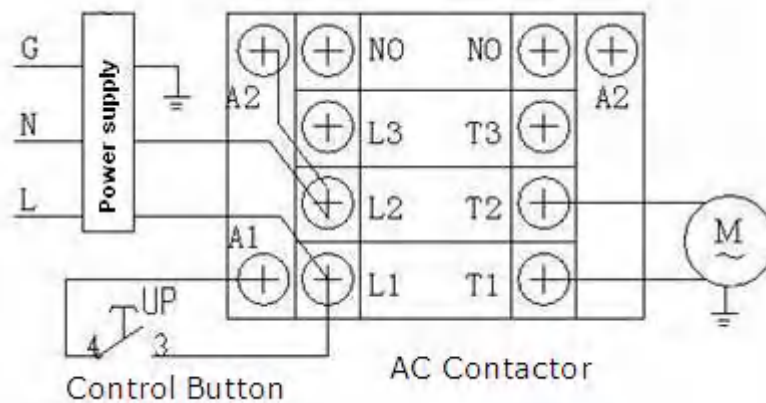 G
N
L
Power supply
A2
NO
NO
A2
L3
T3
L2
T2
A1
L1
T1
M
UP
4
3
Control Button
AC Contactor